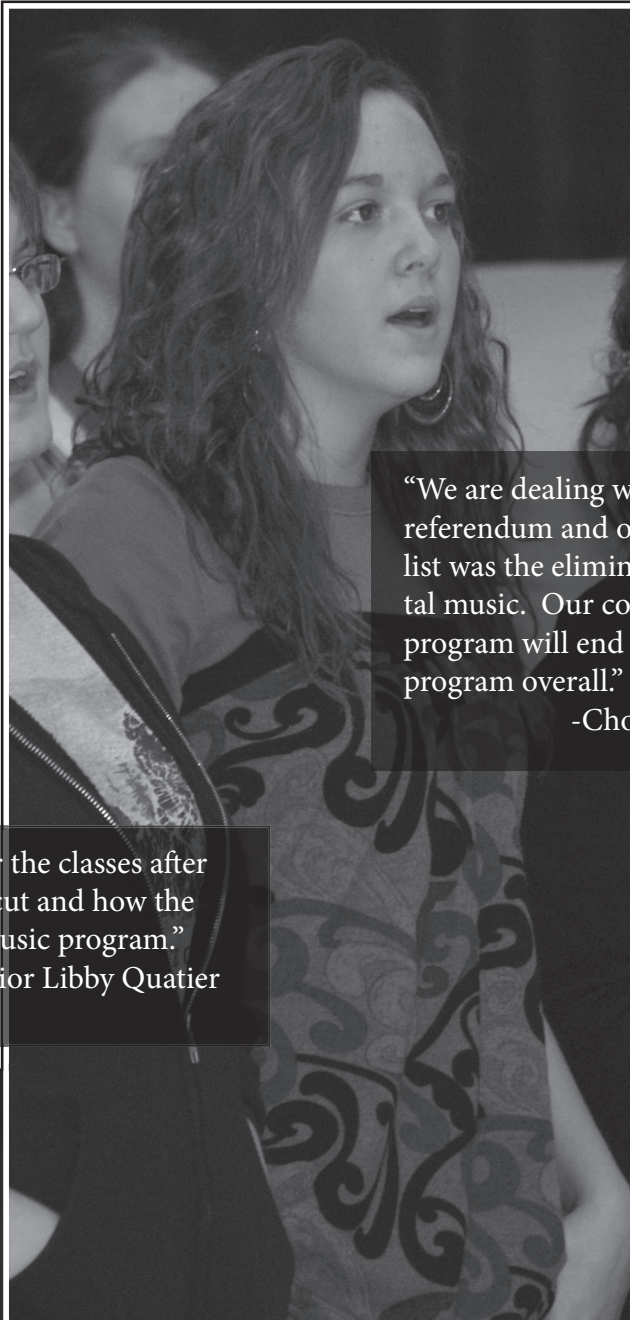 “We are dealing w
referendum and o
list was the elimin
tal music.  Our co
program will end
program overall.”
-Cho
r the classes after
cut and how the
usic program.”
ior Libby Quatier